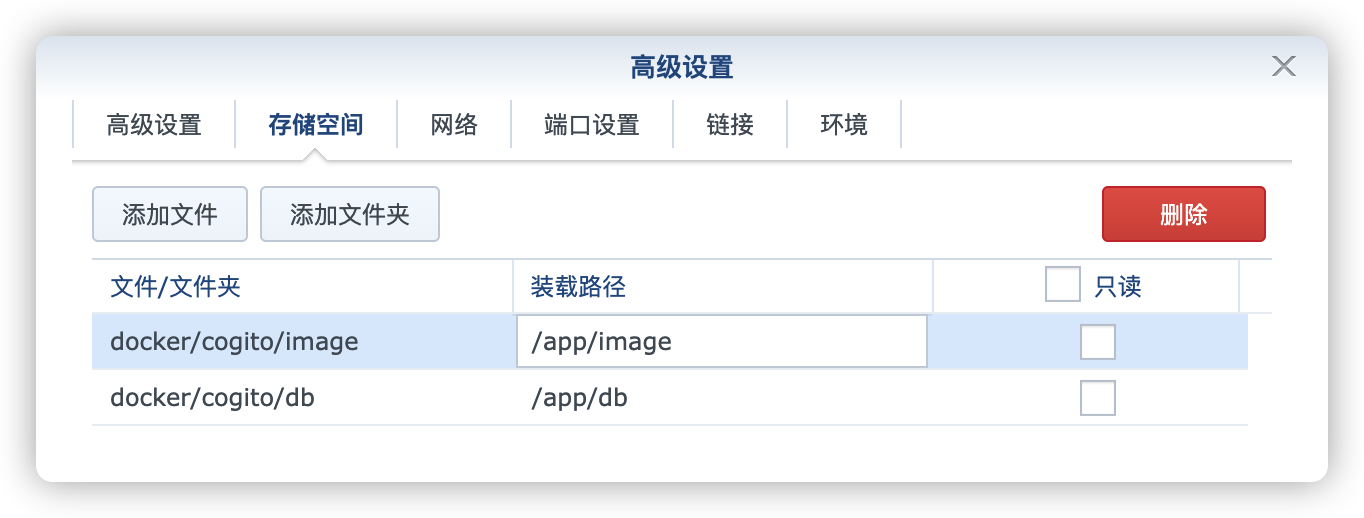 高级设置
高级设置 存储空间 网络 端口设置 链接 环境
添加文件 添加文件夹 删除
文件/文件夹 装载路径 只读
docker/cogito/image /app/image
docker/cogito/db /app/db